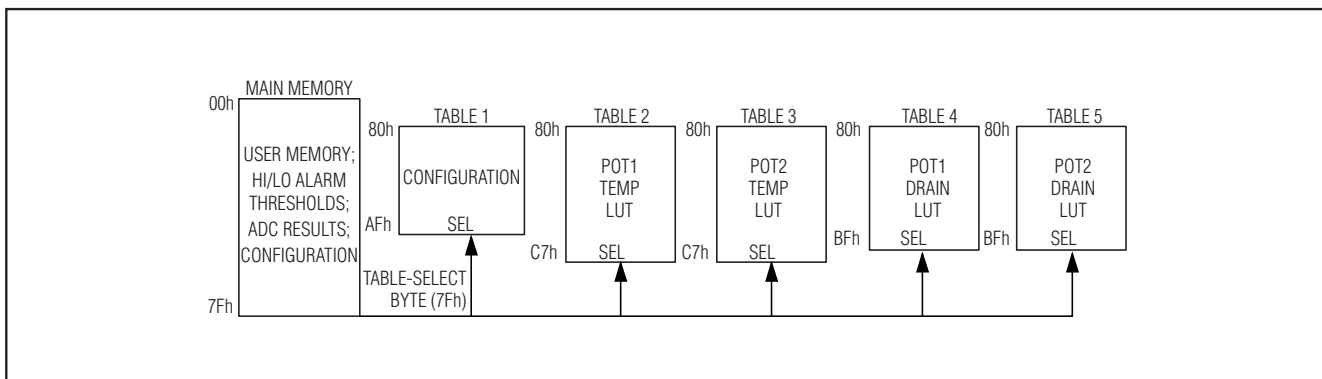 MAIN MEMORY
00h
USER MEMORY;
HI/LO ALARM
THRESHOLDS;
ADC RESULTS;
CONFIGURATION
7Fh
TABLE-SELECT
BYTE (7Fh)
TABLE 1
80h
CONFIGURATION
AFh
SEL
TABLE 2
80h
POT1
TEMP
LUT
C7h
SEL
TABLE 3
80h
POT2
TEMP
LUT
C7h
SEL
TABLE 4
80h
POT1
DRAIN
LUT
BFh
SEL
TABLE 5
80h
POT2
DRAIN
LUT
BFh
SEL